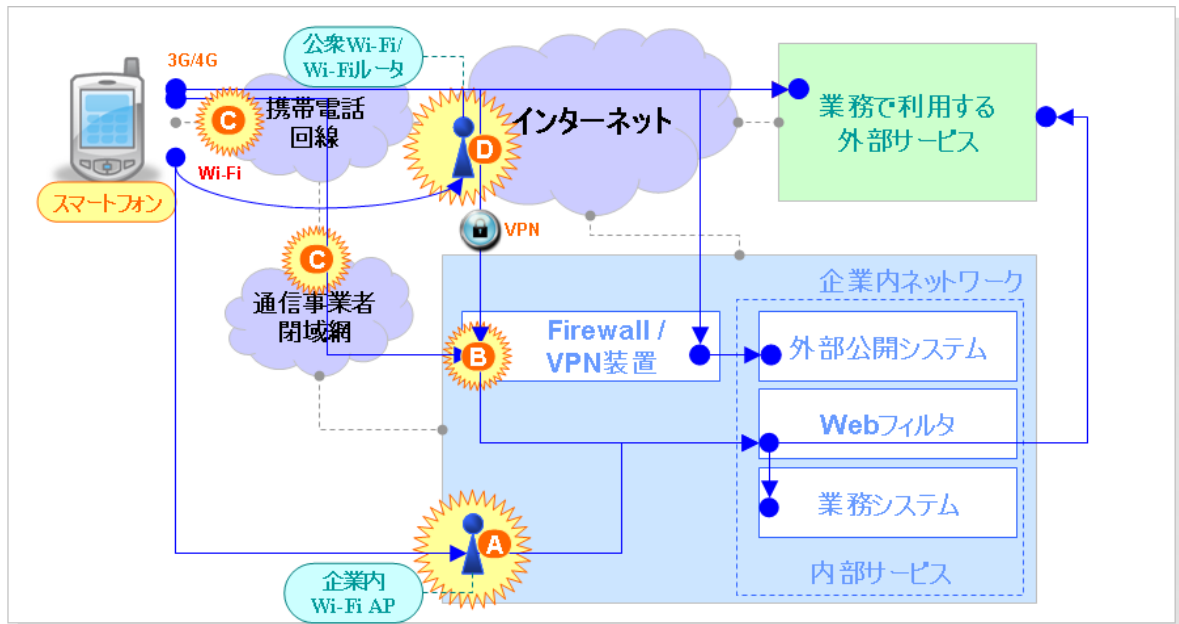 公衆Wi-Fi/
Wi-Fiルータ
3G/4G
携帯電話
回線
C
D
インターネット
業務で利用する
外部サービス
Wi-Fi
スマートフォン
VPN
C
通信事業者
閉域網
企業内ネットワーク
B
Firewall /
VPN装置
外部公開システム
Webフィルタ
業務システム
A
内部サービス
企業内
Wi-Fi AP